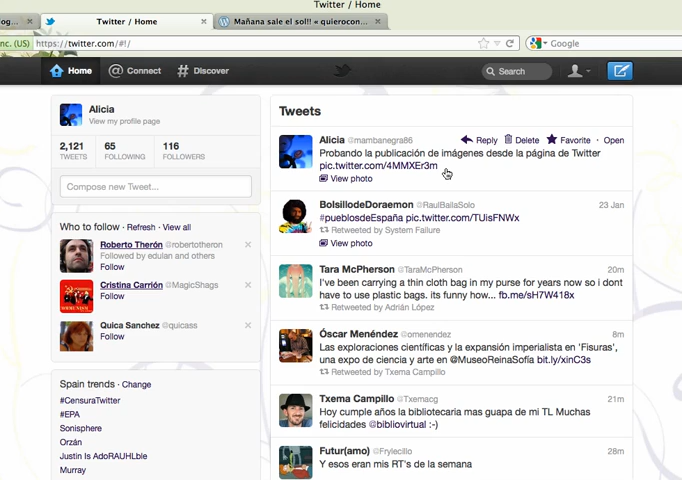 Twitter / Home
Twitter / Home
Mañana sale el sol!! « quierocon...
nc. (US)
https://twitter.com/#!/
Google
Home
Connect
Discover
Search
Alicia
View my profile page
2,121 65 116
TWEETS FOLLOWING FOLLOWERS
Compose new Tweet...
Who to follow · Refresh · View all
Roberto Therón @robertotheron
Followed by edulan and others
Follow
Cristina Carrión @MagicShags
Follow
Quica Sanchez @quicass
Follow
Spain trends · Change
#CensuraTwitter
#EPA
Sonisphere
Orzán
Justin Is AdoRAUHLble
Murray
Tweets
Alicia @mambanegra86 Reply Delete Favorite · Open
Probando la publicación de imágenes desde la página de Twitter
pic.twitter.com/4MMXEr3m
View photo
BolsillodeDoraemon @RaulBailaSolo 23 Jan
#pueblosdeEspaña pic.twitter.com/TUisFNWx
Retweeted by System Failure
View photo
Tara McPherson @TaraMcPherson 20m
I've been carrying a thin cloth bag in my purse for years now so i dont
have to use plastic bags. its funny how... fb.me/sH7W418x
Retweeted by Adrián López
Óscar Menéndez @omenendez 8m
Las exploraciones científicas y la expansión imperialista en 'Fisuras',
una expo de ciencia y arte en @MuseoReinaSofía bit.ly/xinC3s
Retweeted by Txema Campillo
Txema Campillo @Txemacg 21m
Hoy cumple años la bibliotecaria mas guapa de mi TL Muchas
felicidades @bibliovirtual :-)
Futur(amo) @Frylecillo 28m
Y esos eran mis RT's de la semana